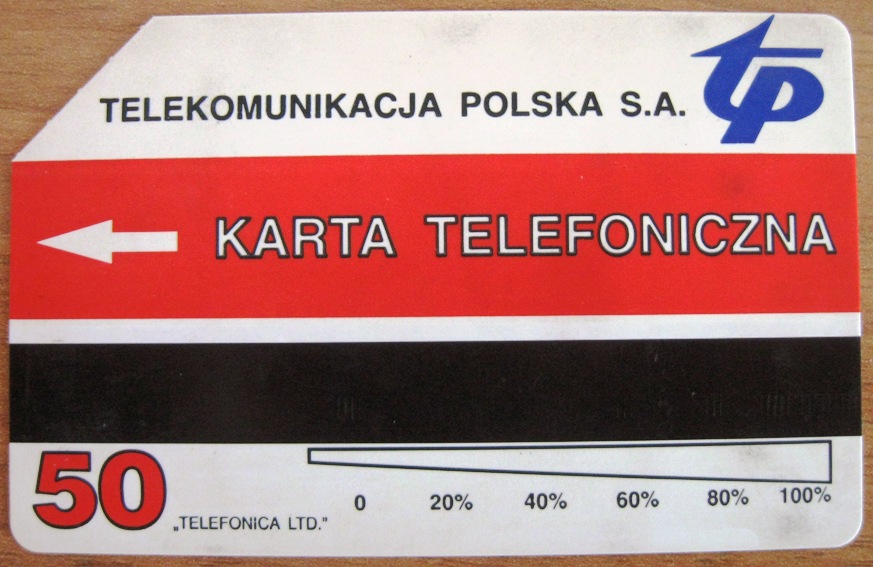 TELEKOMUNIKACJA POLSKA S.A. tp
KARTA TELEFONICZNA
50 „TELEFONICA LTD.”
0 20% 40% 60% 80% 100%